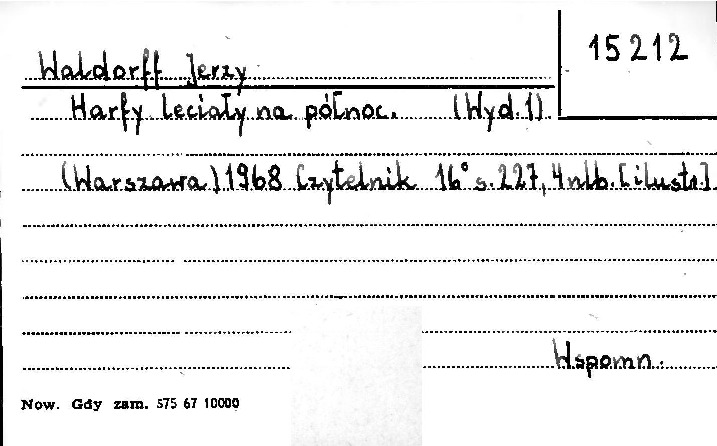 15212
Waldorff Jerzy
Harfy leciały na północ. (Wyd.1)
(Warszawa) 1968 Czytelnik 16° s. 227, 4 nlb. [ilustr.]
Wspomn.
Now. Gdy zam. 575 67 10000